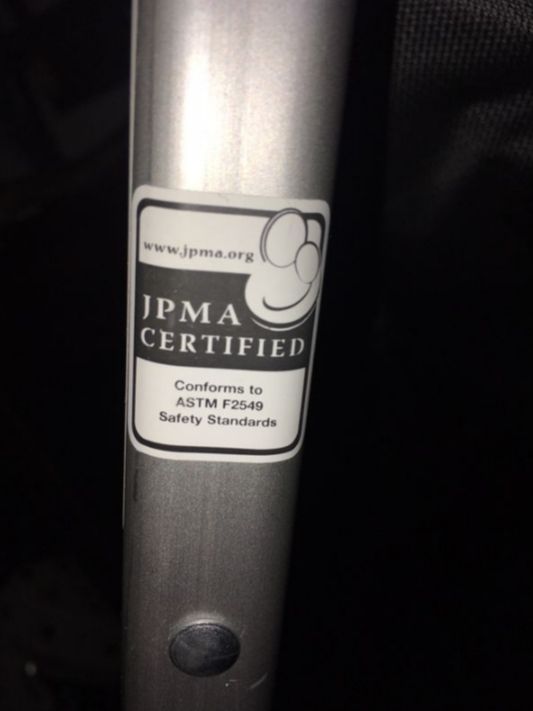 www.jpma.org
JPMA
CERTIFIED
Conforms to
ASTM F2549
Safety Standards